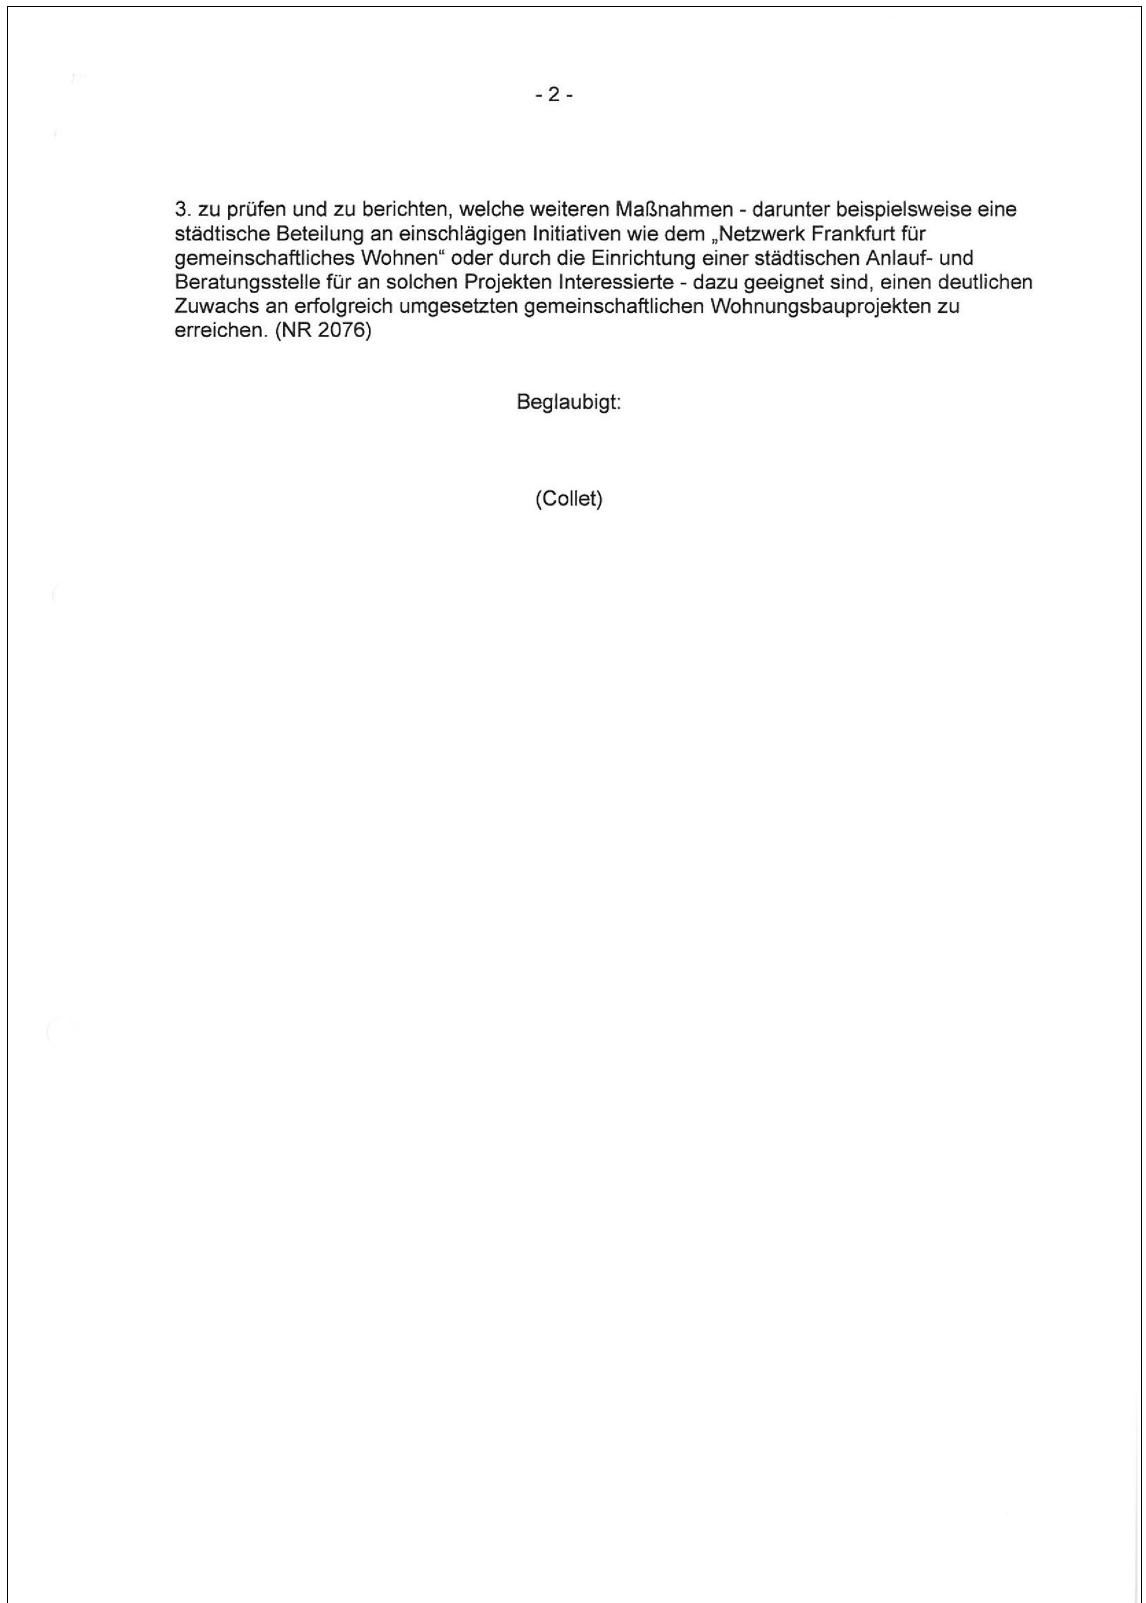 - 2 -
3. zu prüfen und zu berichten, welche weiteren Maßnahmen - darunter beispielsweise eine
städtische Beteilung an einschlägigen Initiativen wie dem „Netzwerk Frankfurt für
gemeinschaftliches Wohnen“ oder durch die Einrichtung einer städtischen Anlauf- und
Beratungsstelle für an solchen Projekten Interessierte - dazu geeignet sind, einen deutlichen
Zuwachs an erfolgreich umgesetzten gemeinschaftlichen Wohnungsbauprojekten zu
erreichen. (NR 2076)
Beglaubigt:
(Collet)